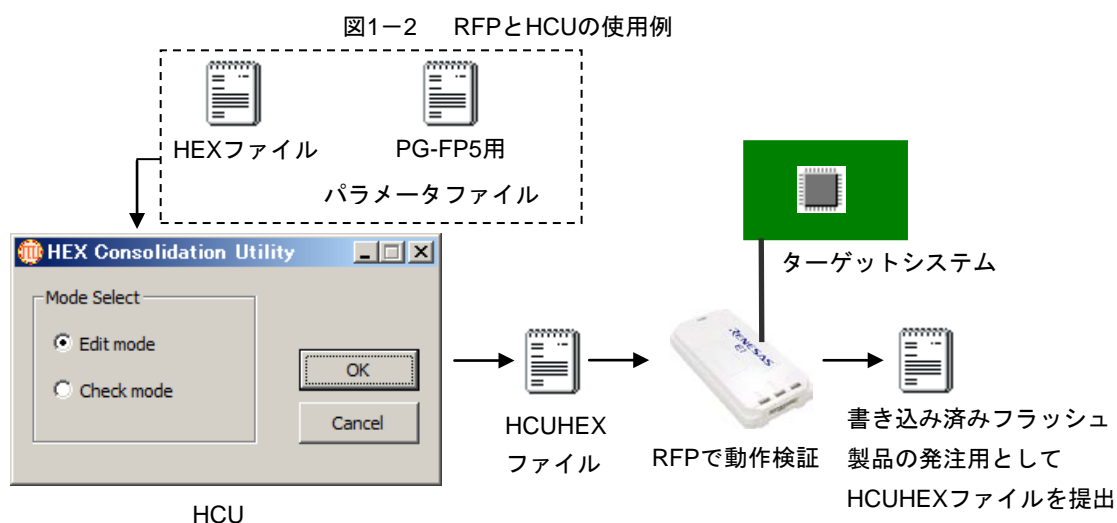 図1－2　RFPとHCUの使用例
HEXファイル
PG-FP5用
パラメータファイル
HEX Consolidation Utility
Mode Select
Edit mode
Check mode
OK
Cancel
HCU
HCUHEX
ファイル
ターゲットシステム
RENESAS
E1
RFPで動作検証
書き込み済みフラッシュ
製品の発注用として
HCUHEXファイルを提出